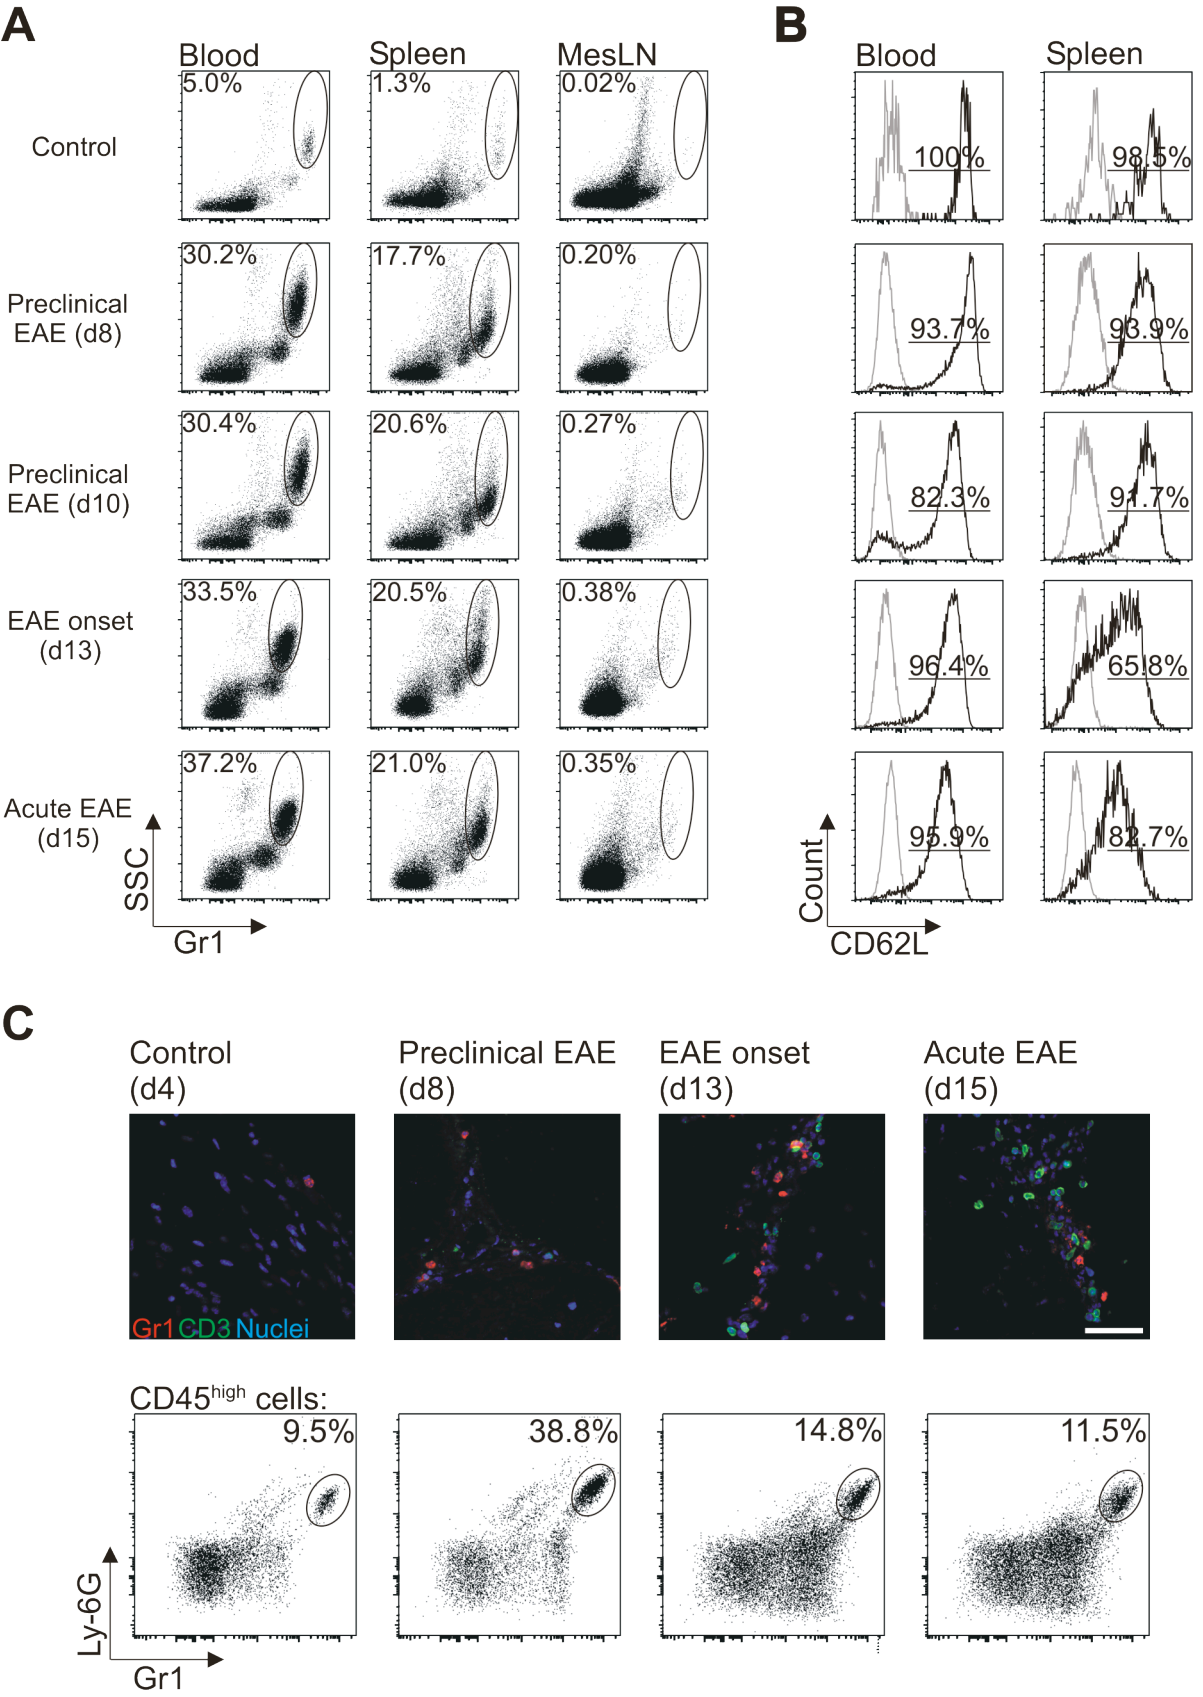 A
B
Blood
Spleen
MesLN
Blood
Spleen
Control
5.0%
1.3%
0.02%
100%
98.5%
Preclinical
EAE (d8)
30.2%
17.7%
0.20%
93.7%
93.9%
Preclinical
EAE (d10)
30.4%
20.6%
0.27%
82.3%
91.7%
EAE onset
(d13)
33.5%
20.5%
0.38%
96.4%
65.8%
Acute EAE
(d15)
37.2%
21.0%
0.35%
95.9%
82.7%
SSC
Gr1
Count
CD62L
C
Control
(d4)
Preclinical EAE
(d8)
EAE onset
(d13)
Acute EAE
(d15)
Gr1 CD3 Nuclei
CD45high cells:
9.5%
38.8%
14.8%
11.5%
Ly-6G
Gr1